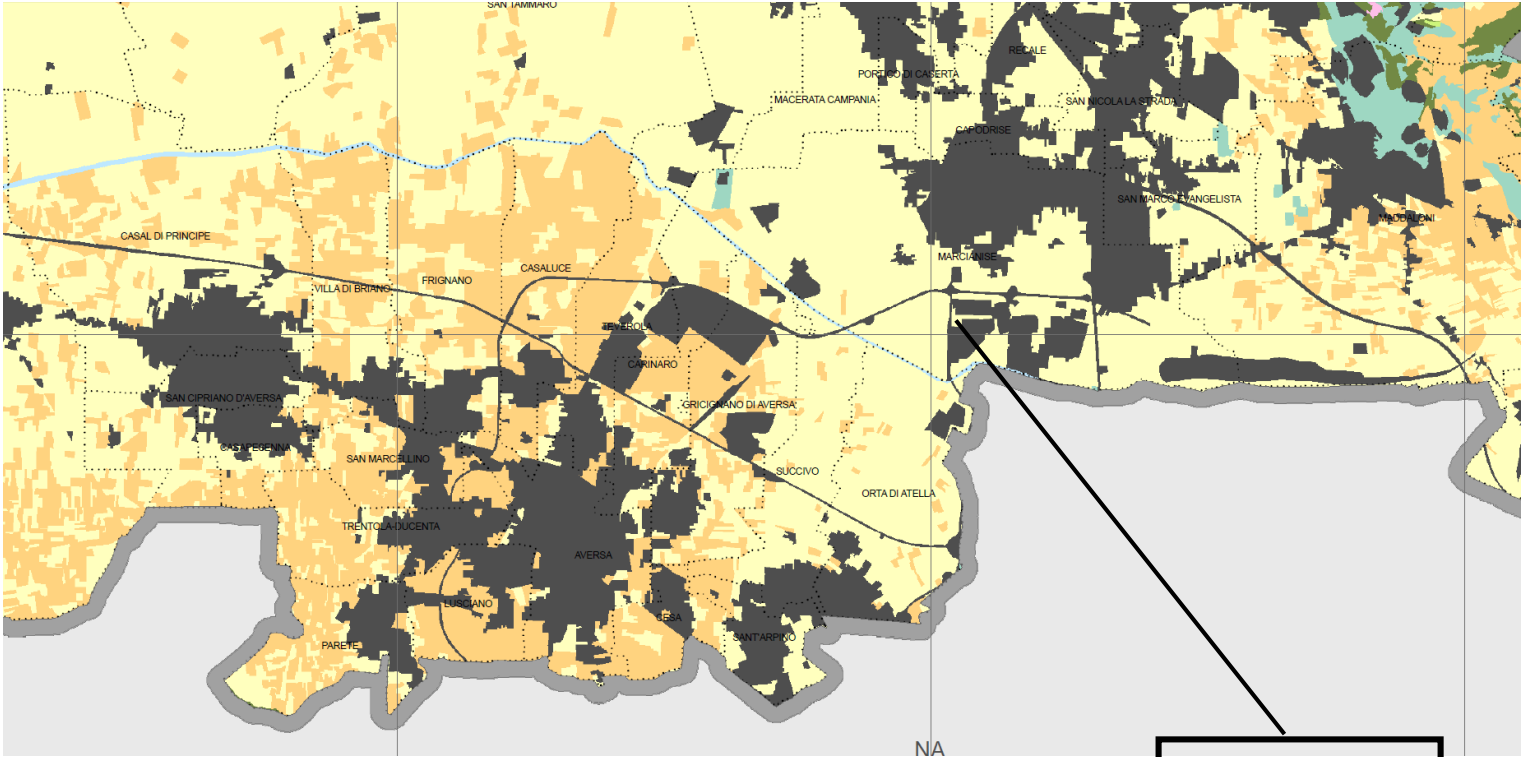 SAN TAMMARO
RECALE
PORTICO DI CASERTA
MACERATA CAMPANIA
SAN NICOLA LA STRADA
CAPODRISE
SAN MARCO EVANGELISTA
MADDALONI
CASAL DI PRINCIPE
MARCIANISE
CASALUCE
FRIGNANO
VILLA DI BRIANO
TEVEROLA
CARINARO
SAN CIPRIANO D'AVERSA
GRICIGNANO DI AVERSA
CASAPESENNA
SAN MARCELLINO
SUCCIVO
ORTA DI ATELLA
TRENTOLA-DUCENTA
AVERSA
LUSCIANO
CESA
SANT'ARPINO
PARETE
NA